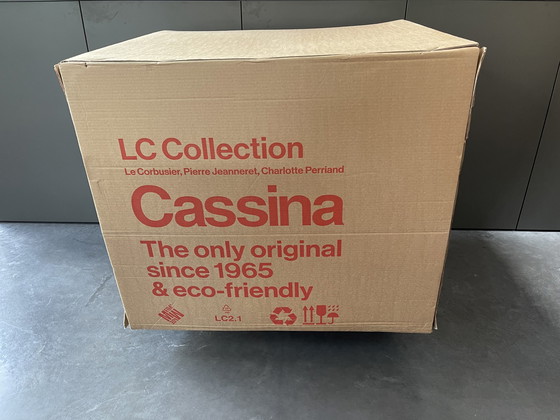 LC Collection
Le Corbusier, Pierre Jeanneret, Charlotte Perriand
Cassina
The only original
since 1965
& eco-friendly
LC2.1